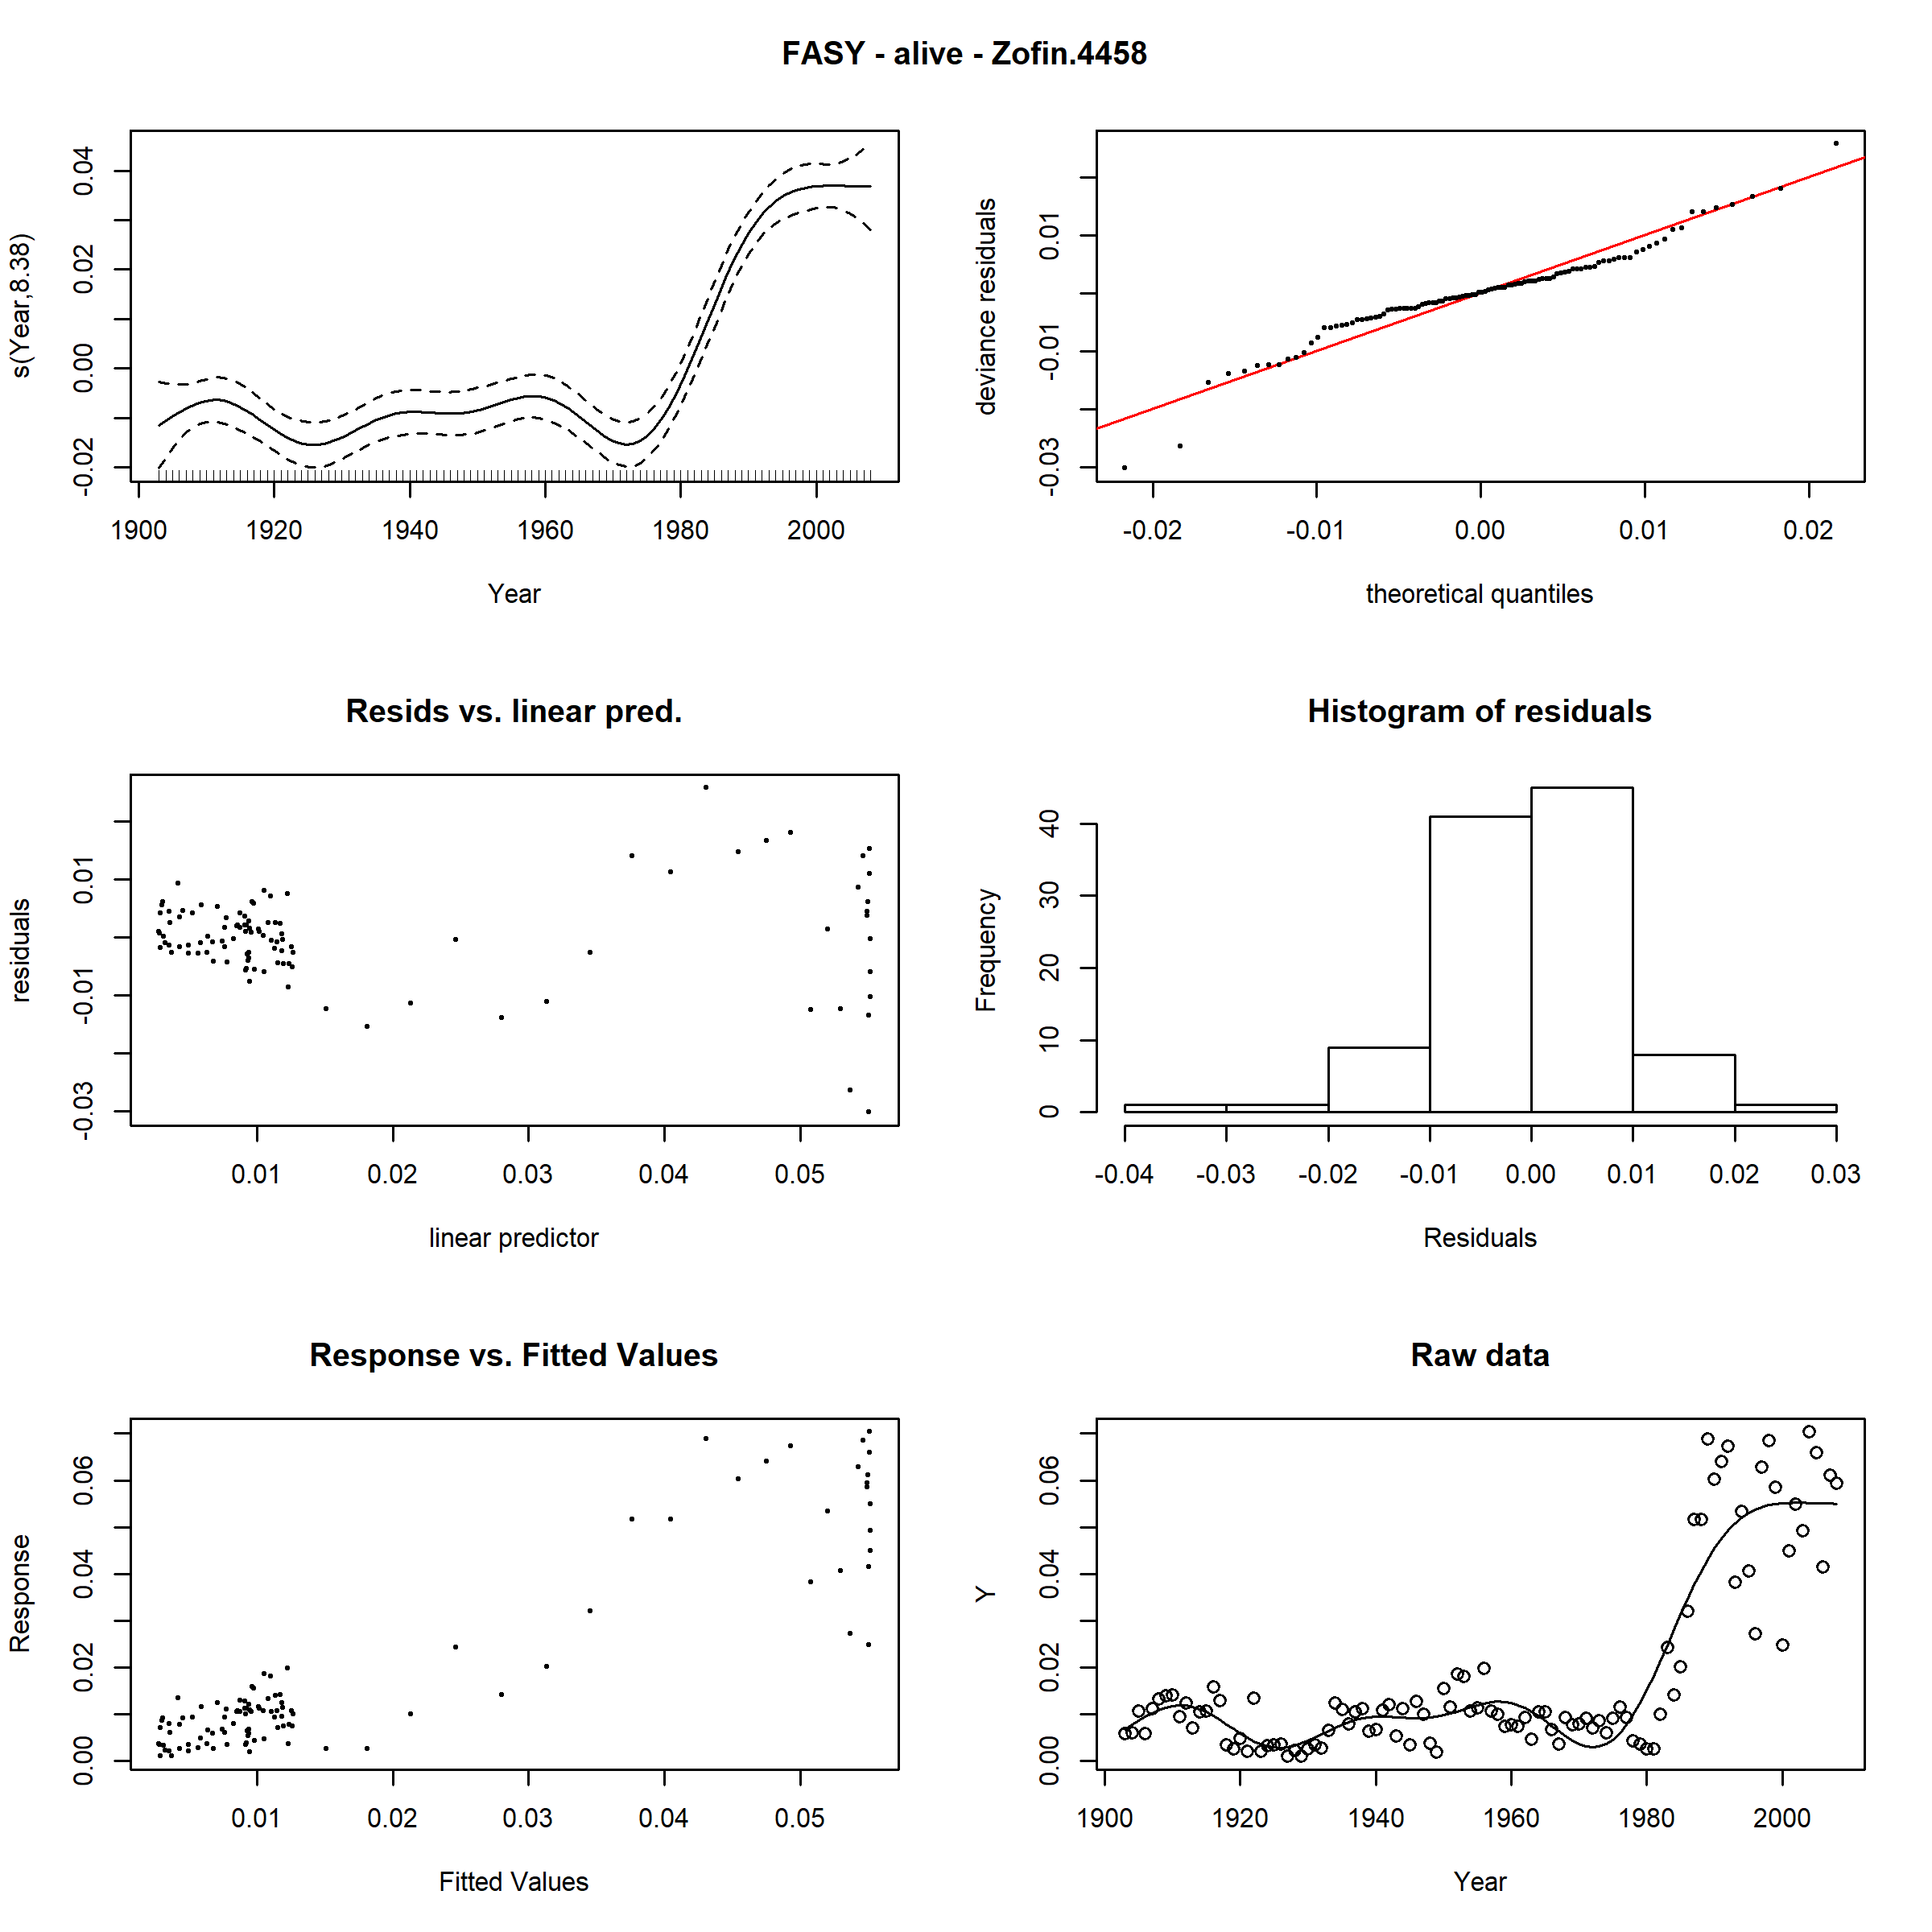 FASY - alive - Zofin.4458
s(Year,8.38)
-0.02 0.00 0.02 0.04
1900 1920 1940 1960 1980 2000
Year
deviance residuals
-0.03 -0.01 0.01
-0.02 -0.01 0.00 0.01 0.02
theoretical quantiles
Resids vs. linear pred.
residuals
-0.03 -0.01 0.01
0.01 0.02 0.03 0.04 0.05
linear predictor
Histogram of residuals
Frequency
0 10 20 30 40
-0.04 -0.03 -0.02 -0.01 0.00 0.01 0.02 0.03
Residuals
Response vs. Fitted Values
Response
0.00 0.02 0.04 0.06
0.01 0.02 0.03 0.04 0.05
Fitted Values
Raw data
Y
0.00 0.02 0.04 0.06
1900 1920 1940 1960 1980 2000
Year